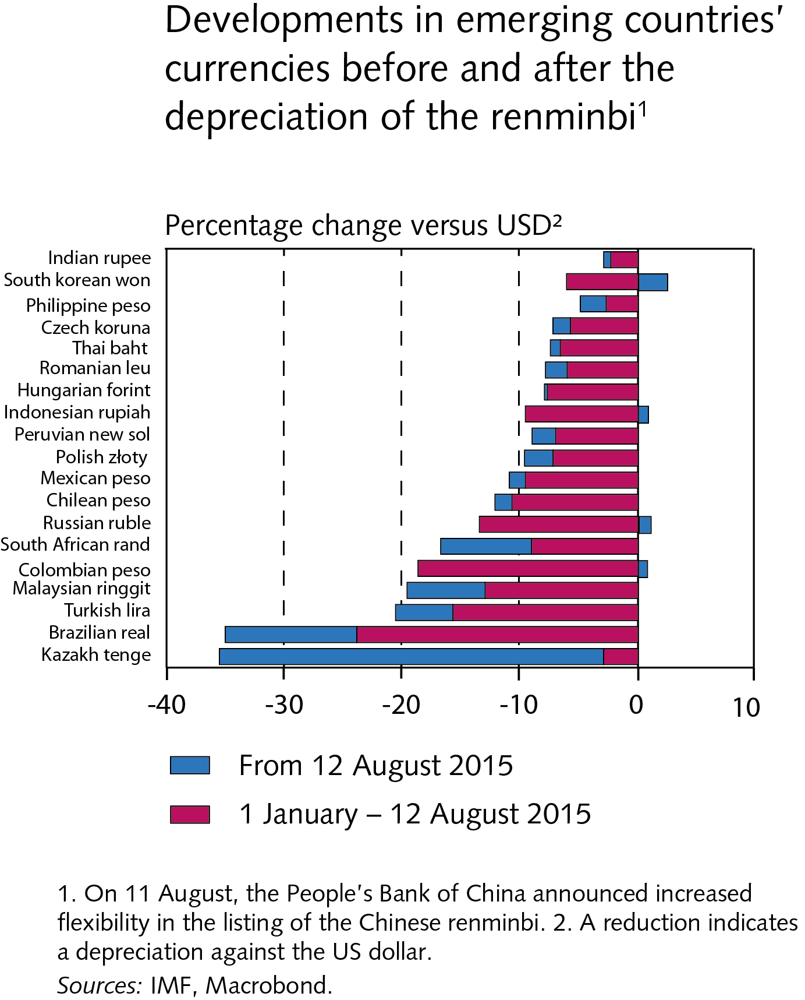 Developments in emerging countries’
currencies before and after the
depreciation of the renminbi¹
Percentage change versus USD²
Indian rupee
South korean won
Philippine peso
Czech koruna
Thai baht
Romanian leu
Hungarian forint
Indonesian rupiah
Peruvian new sol
Polish złoty
Mexican peso
Chilean peso
Russian ruble
South African rand
Colombian peso
Malaysian ringgit
Turkish lira
Brazilian real
Kazakh tenge
-40 -30 -20 -10 0 10
From 12 August 2015
1 January – 12 August 2015
1. On 11 August, the People’s Bank of China announced increased
flexibility in the listing of the Chinese renminbi. 2. A reduction indicates
a depreciation against the US dollar.
Sources: IMF, Macrobond.